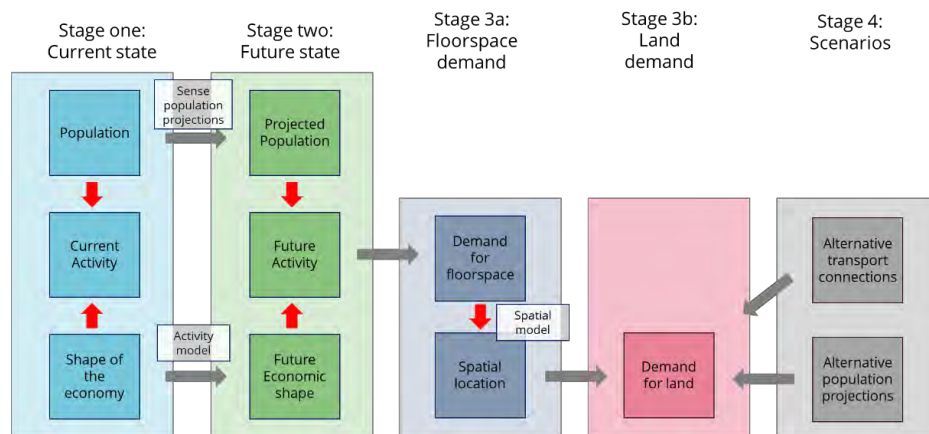 Stage one:
Current state
Stage two:
Future state
Stage 3a:
Floorspace
demand
Stage 3b:
Land
demand
Stage 4:
Scenarios
Population
Sense
population
projections
Projected
Population
Current
Activity
Future
Activity
Demand
for
floorspace
Alternative
transport
connections
Shape of
the
economy
Activity
model
Future
Economic
shape
Spatial
model
Spatial
location
Demand
for land
Alternative
population
projections